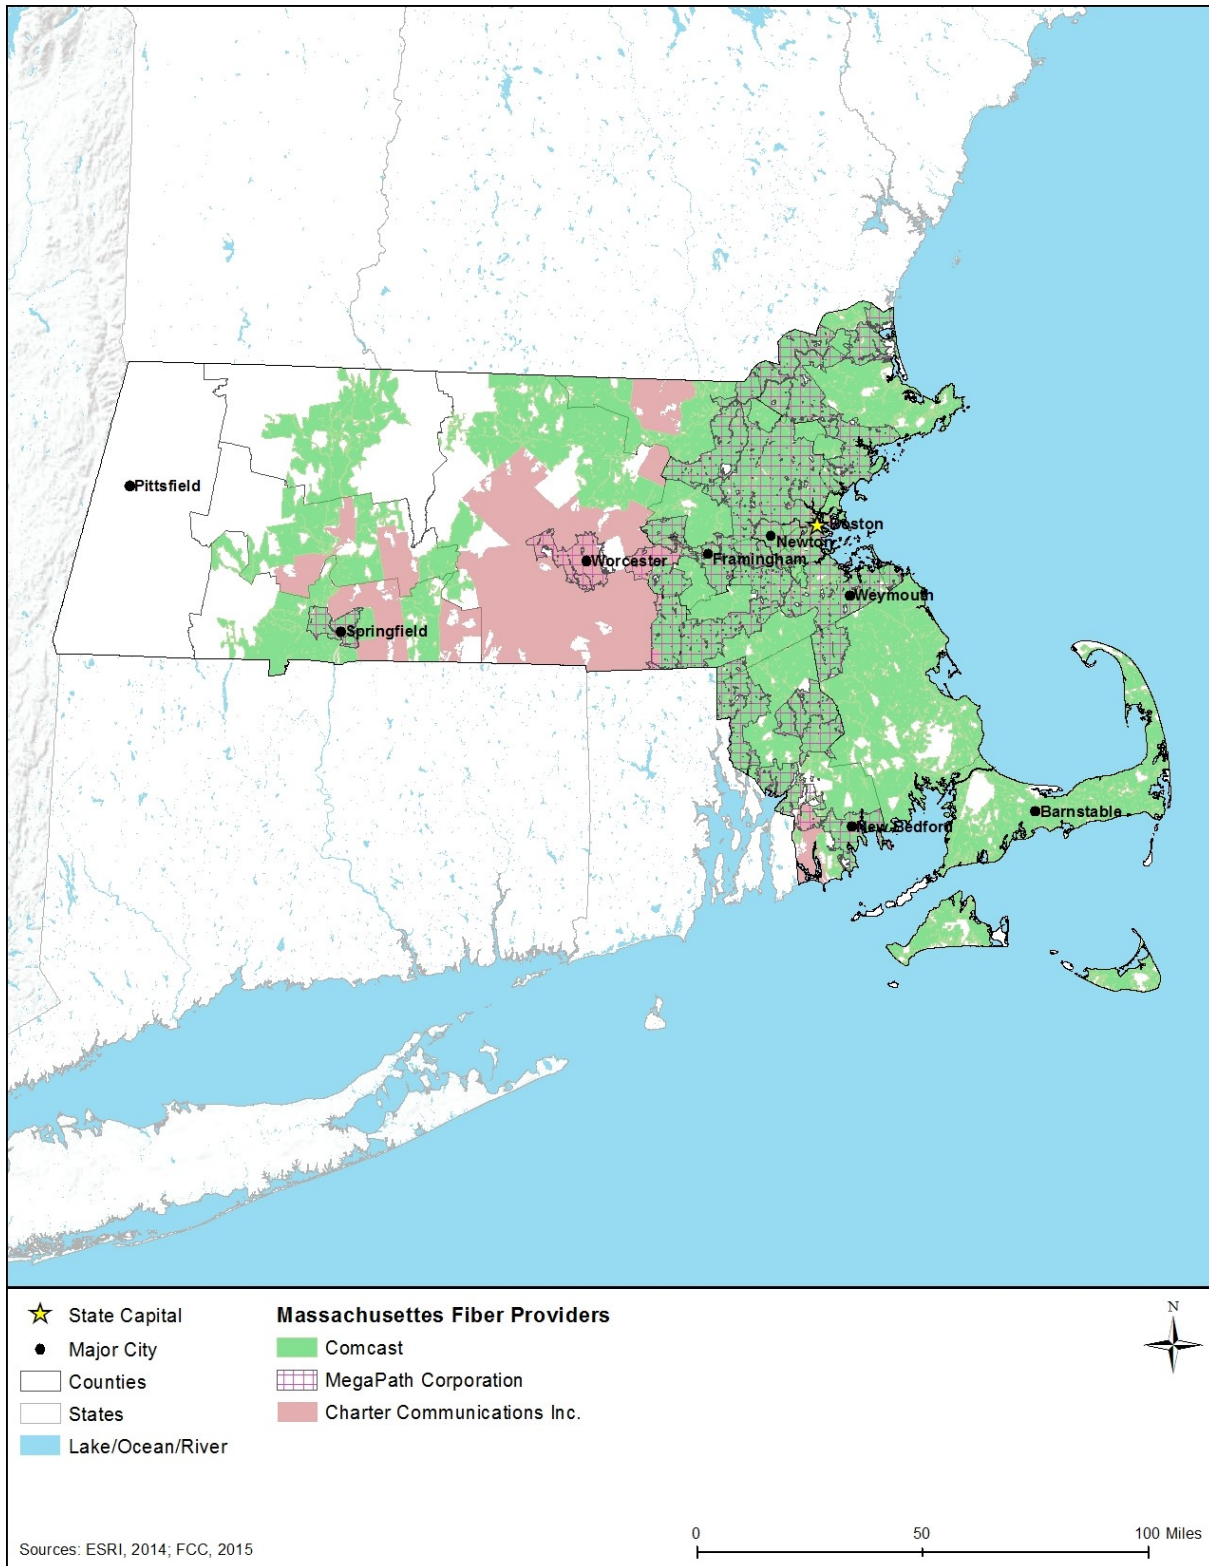 Pittsfield
Boston
Newton
Worcester
Framingham
Weymouth
Springfield
Barnstable
New Bedford
State Capital
Major City
Counties
States
Lake/Ocean/River
Massachusettes Fiber Providers
Comcast
MegaPath Corporation
Charter Communications Inc.
N
0 50 100 Miles
Sources: ESRI, 2014; FCC, 2015